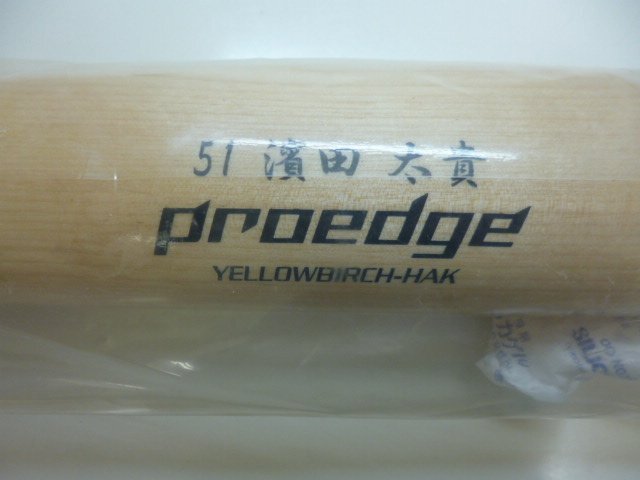 51 濱田 太貴
proedge
YELLOWBIRCH-HAK